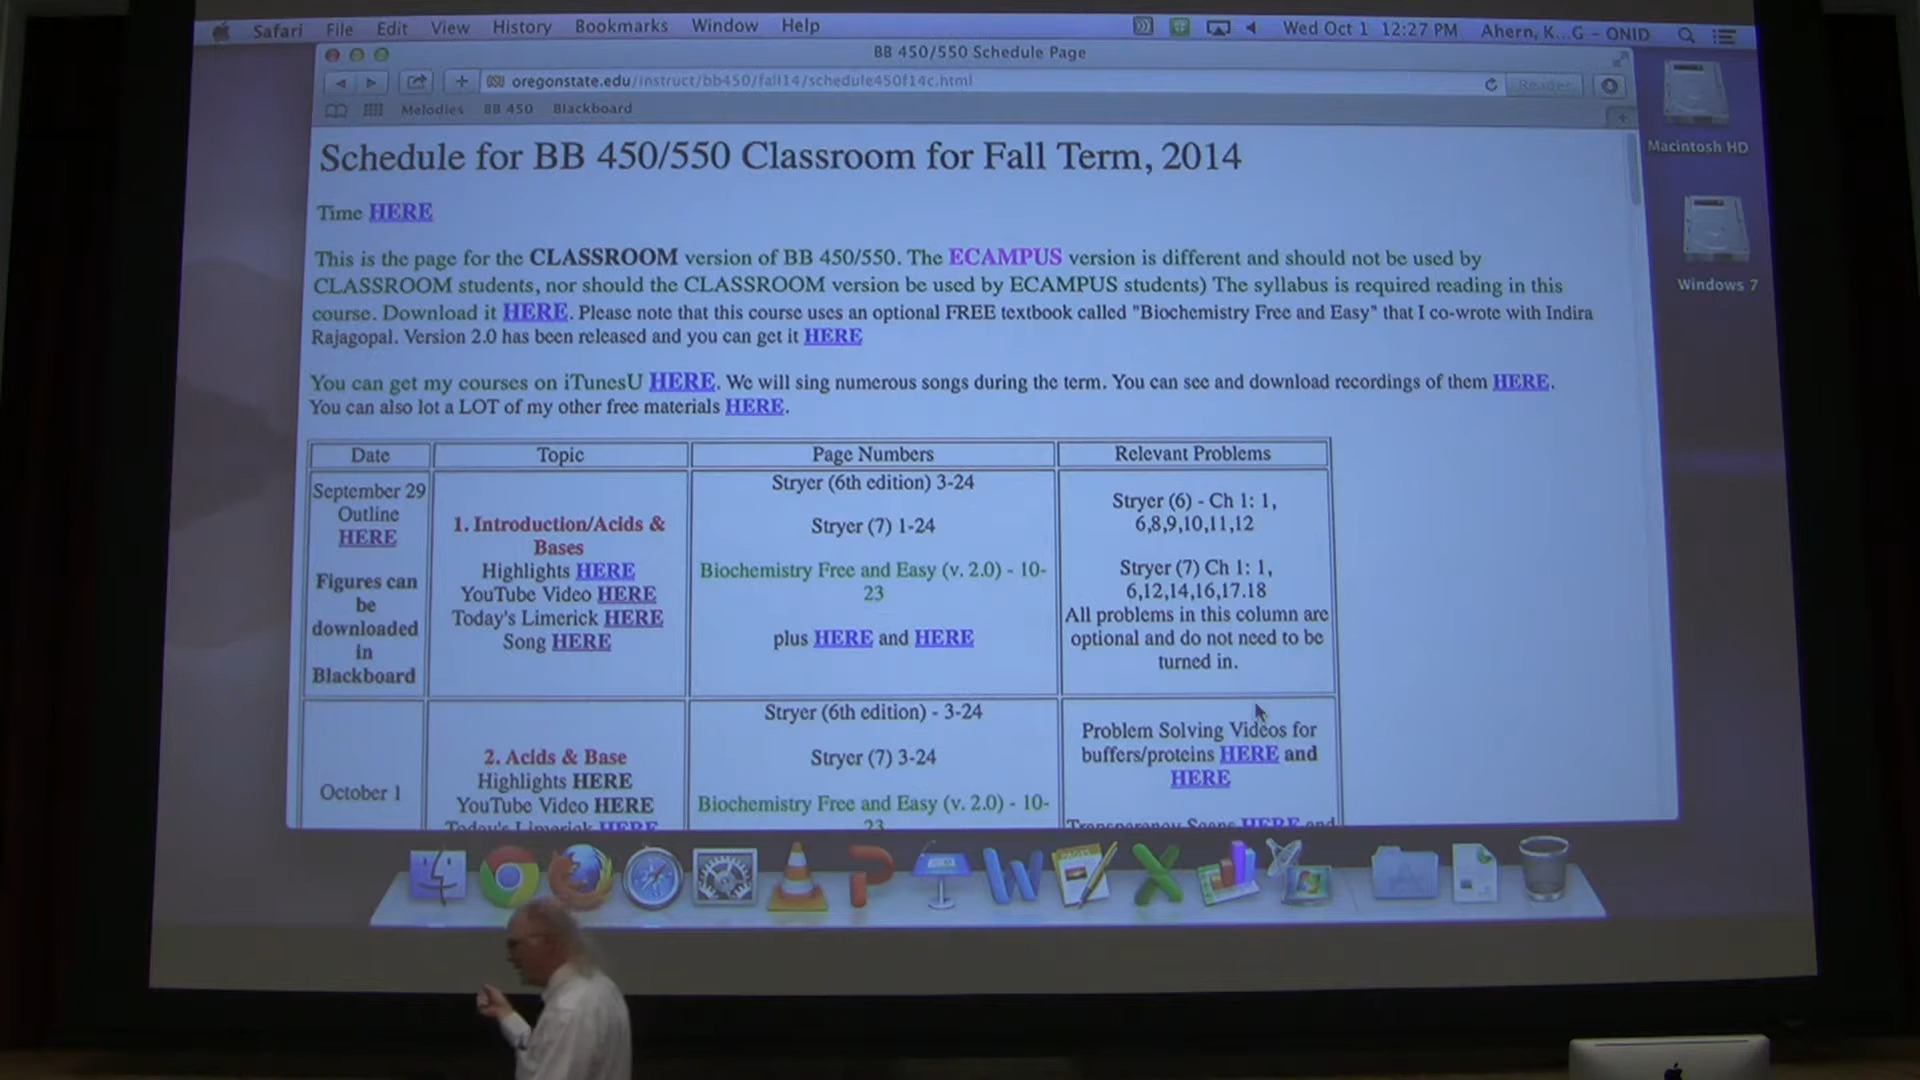 Safari File Edit View History Bookmarks Window Help Wed Oct 1 12:27 PM Ahern, K...G - ONID
BB 450/550 Schedule Page
oregonstate.edu/instruct/bb450/fall14/schedule450f14c.html Reader
Melodies BB 450 Blackboard
Macintosh HD
Windows 7
Schedule for BB 450/550 Classroom for Fall Term, 2014
Time HERE
This is the page for the CLASSROOM version of BB 450/550. The ECAMPUS version is different and should not be used by
CLASSROOM students, nor should the CLASSROOM version be used by ECAMPUS students) The syllabus is required reading in this
course. Download it HERE. Please note that this course uses an optional FREE textbook called "Biochemistry Free and Easy" that I co-wrote with Indira
Rajagopal. Version 2.0 has been released and you can get it HERE
You can get my courses on iTunesU HERE. We will sing numerous songs during the term. You can see and download recordings of them HERE.
You can also lot a LOT of my other free materials HERE.
Date Topic Page Numbers Relevant Problems
September 29
Outline
HERE
Figures can
be
downloaded
in
Blackboard
1. Introduction/Acids &
Bases
Highlights HERE
YouTube Video HERE
Today's Limerick HERE
Song HERE
Stryer (6th edition) 3-24
Stryer (7) 1-24
Biochemistry Free and Easy (v. 2.0) - 10-
23
plus HERE and HERE
Stryer (6) - Ch 1: 1,
6,8,9,10,11,12
Stryer (7) Ch 1: 1,
6,12,14,16,17.18
All problems in this column are
optional and do not need to be
turned in.
October 1
2. Acids & Base
Highlights HERE
YouTube Video HERE
Today's Limerick HERE
Stryer (6th edition) - 3-24
Stryer (7) 3-24
Biochemistry Free and Easy (v. 2.0) - 10-
23
Problem Solving Videos for
buffers/proteins HERE and
HERE
HERE and